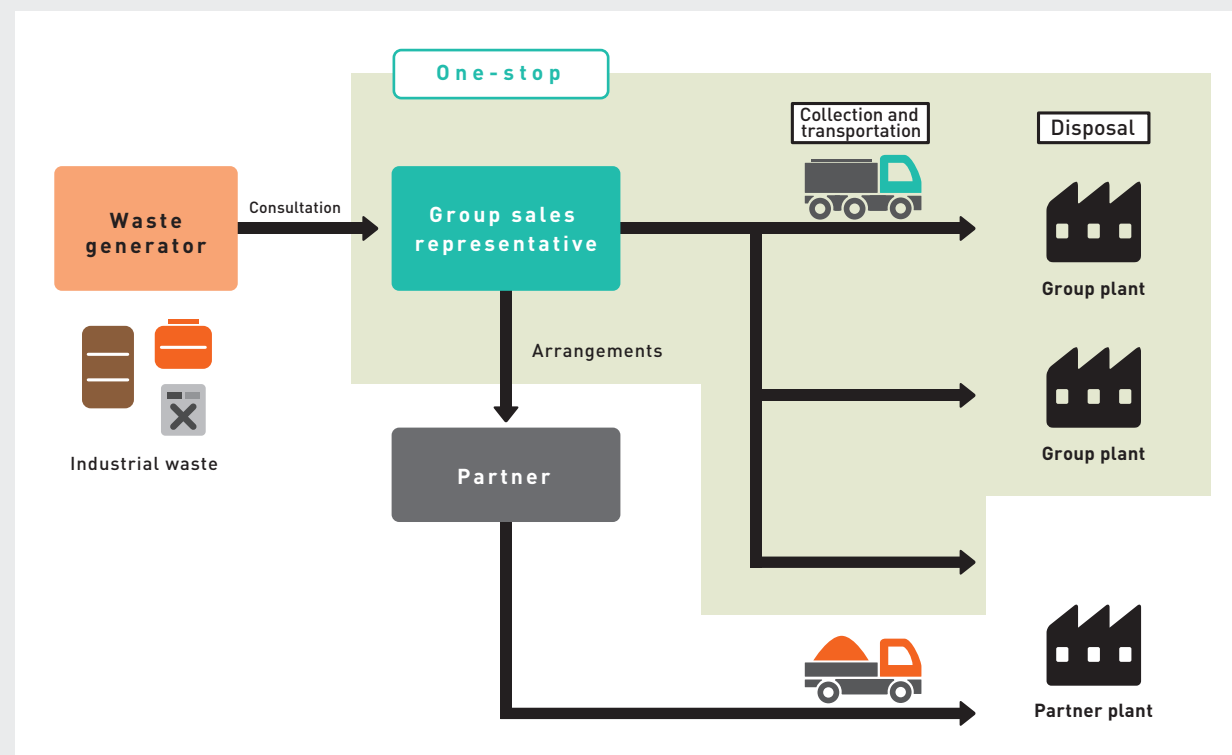 One-stop
Collection and
transportation
Disposal
Waste
generator
Consultation
Group sales
representative
Group plant
Arrangements
Group plant
Industrial waste
Partner
Partner plant